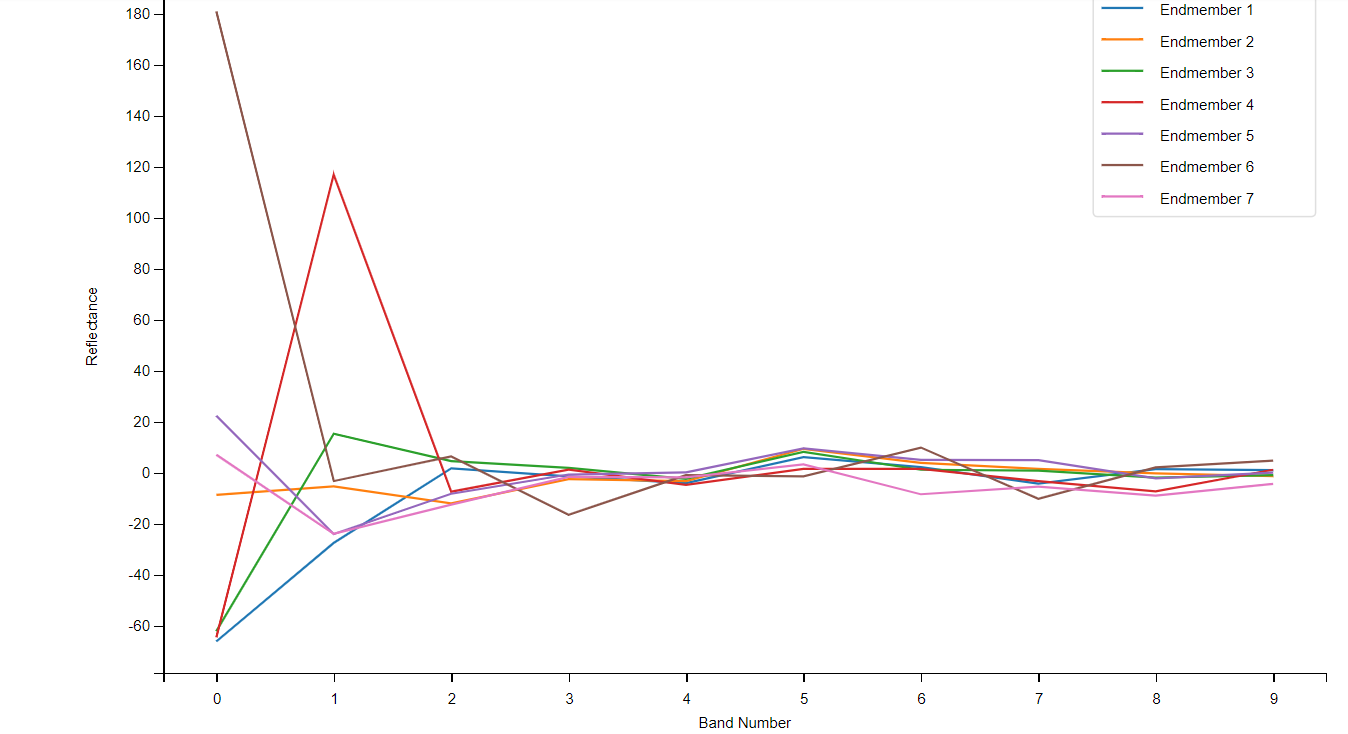 180
160
140
120
100
80
60
40
20
0
-20
-40
-60
Reflectance
0 1 2 3 4 5 6 7 8 9
Band Number
Endmember 1
Endmember 2
Endmember 3
Endmember 4
Endmember 5
Endmember 6
Endmember 7